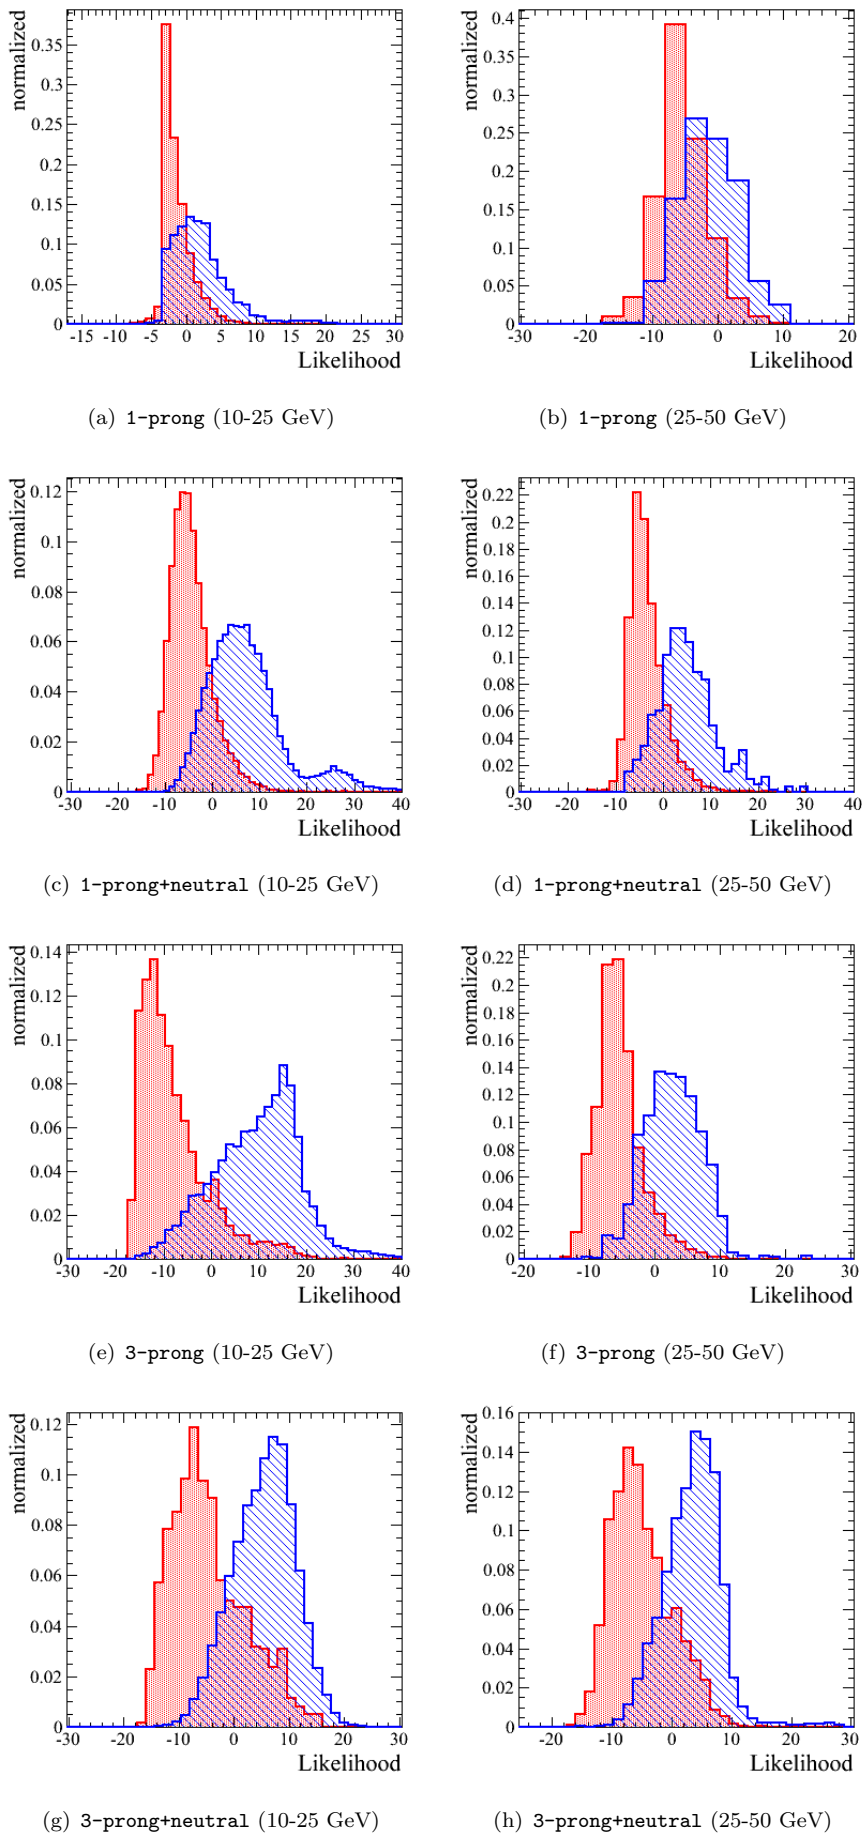 normalized
0.35
0.3
0.25
0.2
0.15
0.1
0.05
0
-15 -10 -5 0 5 10 15 20 25 30
Likelihood
(a) 1-prong (10-25 GeV)
normalized
0.4
0.35
0.3
0.25
0.2
0.15
0.1
0.05
0
-30 -20 -10 0 10 20
Likelihood
(b) 1-prong (25-50 GeV)
normalized
0.12
0.1
0.08
0.06
0.04
0.02
0
-30 -20 -10 0 10 20 30 40
Likelihood
(c) 1-prong+neutral (10-25 GeV)
normalized
0.22
0.2
0.18
0.16
0.14
0.12
0.1
0.08
0.06
0.04
0.02
0
-30 -20 -10 0 10 20 30 40
Likelihood
(d) 1-prong+neutral (25-50 GeV)
normalized
0.14
0.12
0.1
0.08
0.06
0.04
0.02
0
-30 -20 -10 0 10 20 30 40
Likelihood
(e) 3-prong (10-25 GeV)
normalized
0.22
0.2
0.18
0.16
0.14
0.12
0.1
0.08
0.06
0.04
0.02
0
-20 -10 0 10 20 30
Likelihood
(f) 3-prong (25-50 GeV)
normalized
0.12
0.1
0.08
0.06
0.04
0.02
0
-30 -20 -10 0 10 20 30
Likelihood
(g) 3-prong+neutral (10-25 GeV)
normalized
0.16
0.14
0.12
0.1
0.08
0.06
0.04
0.02
0
-20 -10 0 10 20 30
Likelihood
(h) 3-prong+neutral (25-50 GeV)